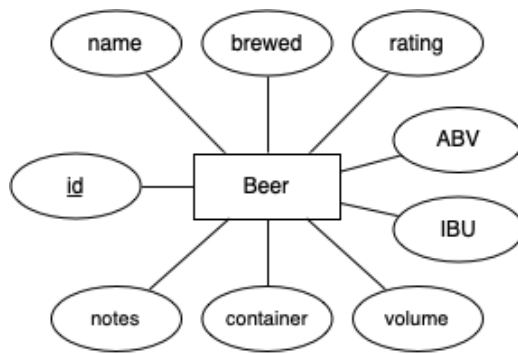 name
brewed
rating
ABV
id
Beer
IBU
notes
container
volume